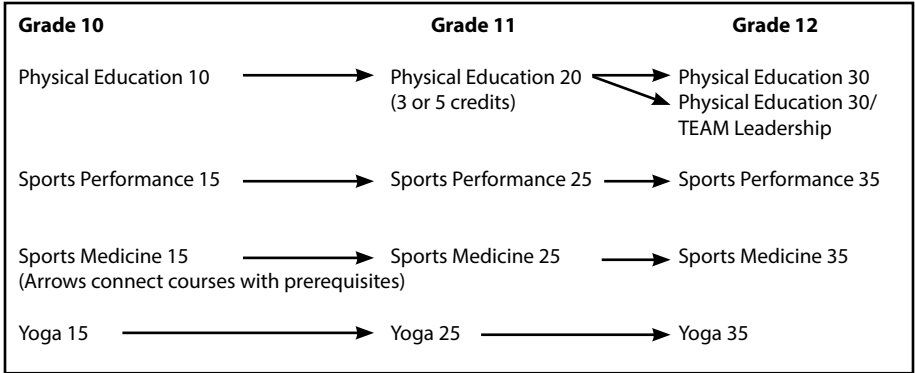 Grade 10 Grade 11 Grade 12
Physical Education 10 Physical Education 20 Physical Education 30
(3 or 5 credits) Physical Education 30/
TEAM Leadership
Sports Performance 15 Sports Performance 25 Sports Performance 35
Sports Medicine 15 Sports Medicine 25 Sports Medicine 35
(Arrows connect courses with prerequisites)
Yoga 15 Yoga 25 Yoga 35